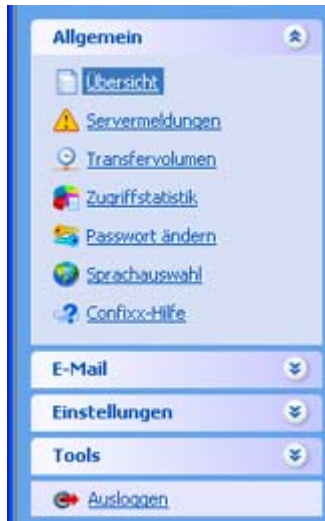 Allgemein
Übersicht
Servermeldungen
Transfervolumen
Zugriffstatistik
Passwort ändern
Sprachauswahl
Confixx-Hilfe
E-Mail
Einstellungen
Tools
Ausloggen